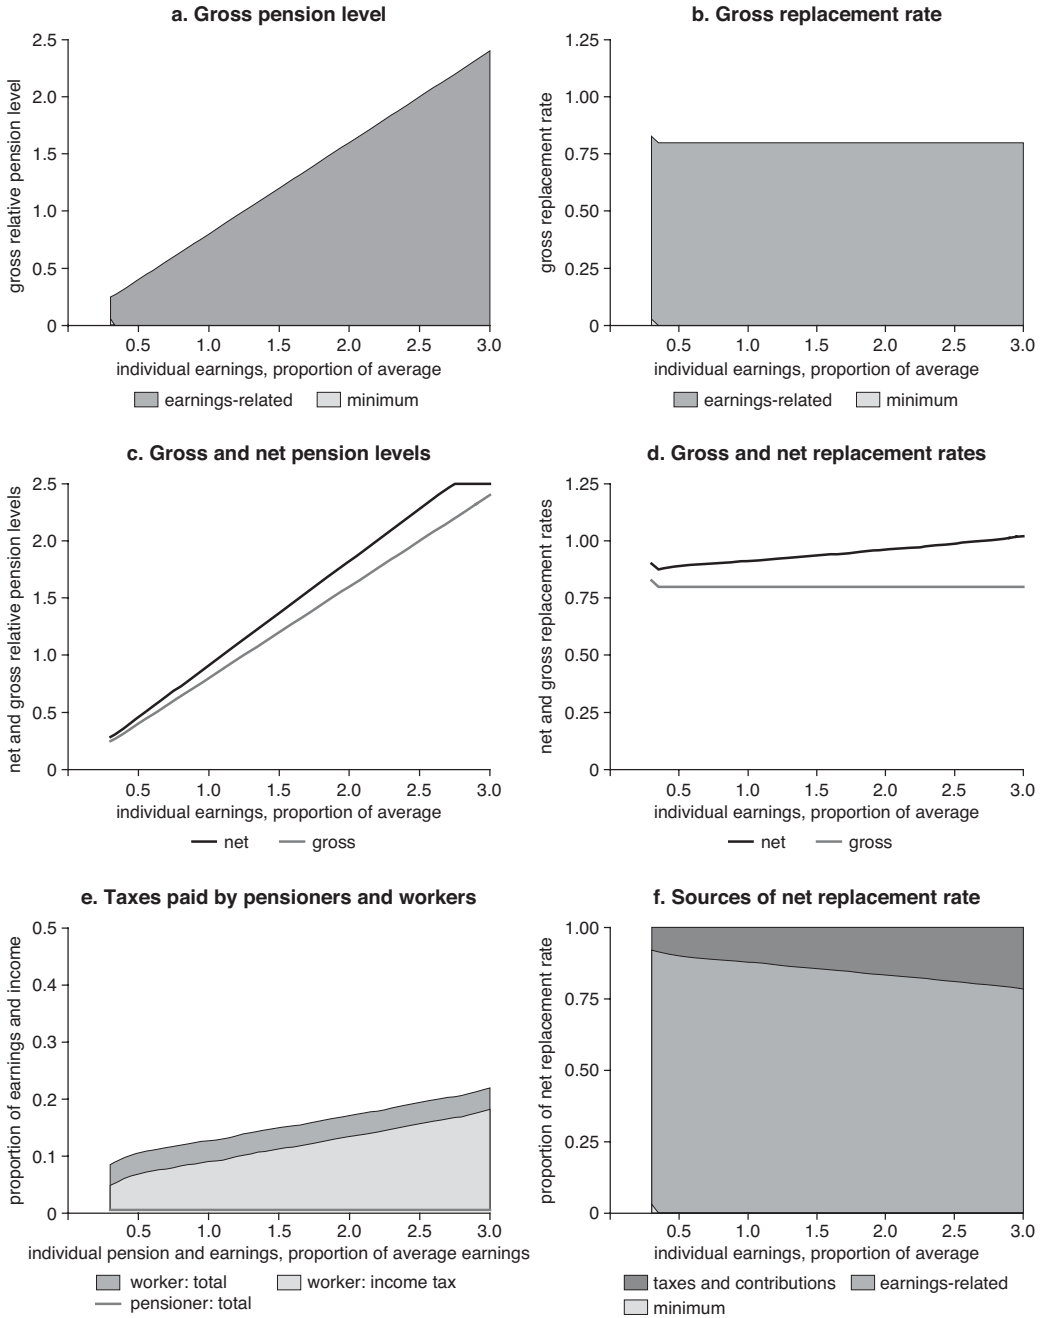 a. Gross pension level
gross relative pension level
2.5
2.0
1.5
1.0
0.5
0
0.5 1.0 1.5 2.0 2.5 3.0
individual earnings, proportion of average
earnings-related minimum
b. Gross replacement rate
gross replacement rate
1.25
1.00
0.75
0.50
0.25
0
0.5 1.0 1.5 2.0 2.5 3.0
individual earnings, proportion of average
earnings-related minimum
c. Gross and net pension levels
net and gross relative pension levels
2.5
2.0
1.5
1.0
0.5
0
0.5 1.0 1.5 2.0 2.5 3.0
individual earnings, proportion of average
net gross
d. Gross and net replacement rates
net and gross replacement rates
1.25
1.00
0.75
0.50
0.25
0
0.5 1.0 1.5 2.0 2.5 3.0
individual earnings, proportion of average
net gross
e. Taxes paid by pensioners and workers
proportion of earnings and income
0.5
0.4
0.3
0.2
0.1
0
0.5 1.0 1.5 2.0 2.5 3.0
individual pension and earnings, proportion of average earnings
worker: total worker: income tax
pensioner: total
f. Sources of net replacement rate
proportion of net replacement rate
1.00
0.75
0.50
0.25
0
0.5 1.0 1.5 2.0 2.5 3.0
individual earnings, proportion of average
taxes and contributions earnings-related
minimum